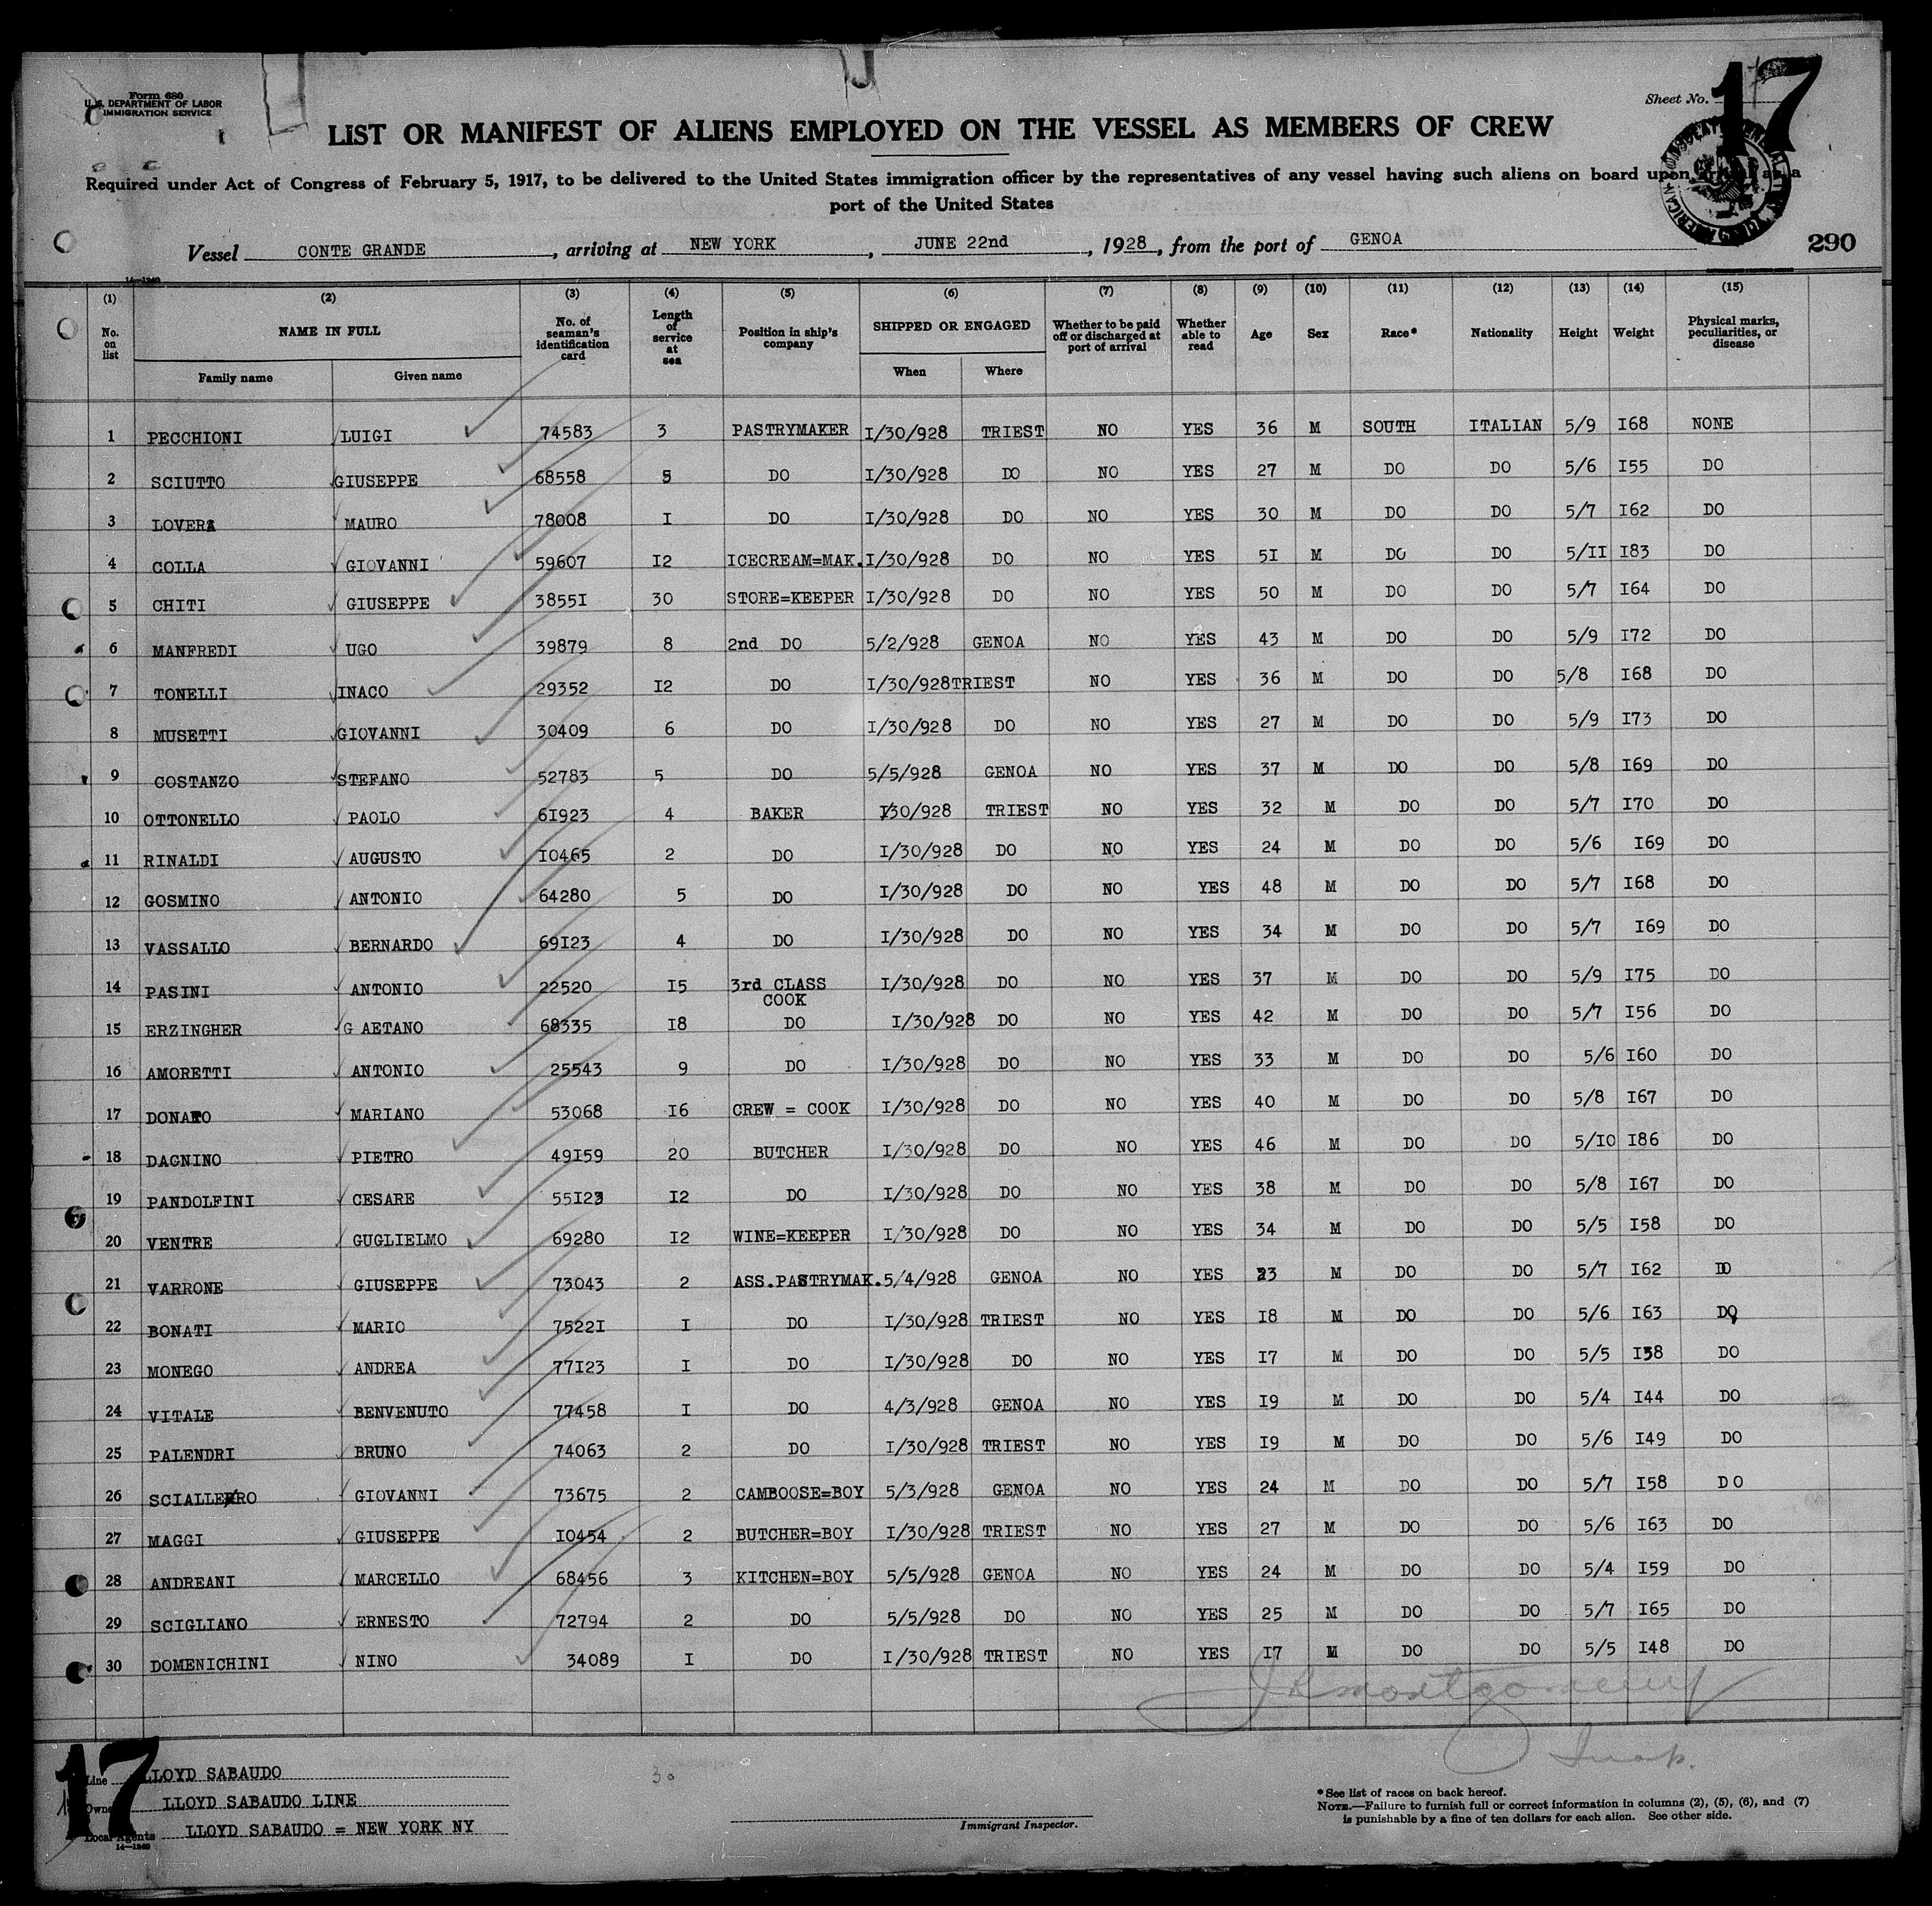 Form 680
U. S. DEPARTMENT OF LABOR
IMMIGRATION SERVICE
Sheet No. 17
LIST OR MANIFEST OF ALIENS EMPLOYED ON THE VESSEL AS MEMBERS OF CREW
Required under Act of Congress of February 5, 1917, to be delivered to the United States immigration officer by the representatives of any vessel having such aliens on board upon arrival at a
port of the United States
Vessel CONTE GRANDE, arriving at NEW YORK, JUNE 22nd, 1928, from the port of GENOA
290
14-1240
(1) (2) (3) (4) (5) (6) (7) (8) (9) (10) (11) (12) (13) (14) (15)
No. on list NAME IN FULL No. of seaman's identification card Length of service at sea Position in ship's company SHIPPED OR ENGAGED Whether to be paid off or discharged at port of arrival Whether able to read Age Sex Race* Nationality Height Weight Physical marks, peculiarities, or disease
Family name Given name When Where
1 PECCHIONI LUIGI 74583 3 PASTRYMAKER I/30/928 TRIEST NO YES 36 M SOUTH ITALIAN 5/9 I68 NONE
2 SCIUTTO GIUSEPPE 68558 5 DO I/30/928 DO NO YES 27 M DO DO 5/6 I55 DO
3 LOVERA MAURO 78008 I DO I/30/928 DO NO YES 30 M DO DO 5/7 I62 DO
4 COLLA GIOVANNI 59607 I2 ICECREAM=MAK. I/30/928 DO NO YES 5I M DO DO 5/II I83 DO
5 CHITI GIUSEPPE 3855I 30 STORE=KEEPER I/30/928 DO NO YES 50 M DO DO 5/7 I64 DO
6 MANFREDI UGO 39879 8 2nd DO 5/2/928 GENOA NO YES 43 M DO DO 5/9 I72 DO
7 TONELLI INACO 29352 I2 DO I/30/928 TRIEST NO YES 36 M DO DO 5/8 I68 DO
8 MUSETTI GIOVANNI 30409 6 DO I/30/928 DO NO YES 27 M DO DO 5/9 I73 DO
9 COSTANZO STEFANO 52783 5 DO 5/5/928 GENOA NO YES 37 M DO DO 5/8 I69 DO
10 OTTONELLO PAOLO 6I923 4 BAKER I/30/928 TRIEST NO YES 32 M DO DO 5/7 I70 DO
11 RINALDI AUGUSTO I0465 2 DO I/30/928 DO NO YES 24 M DO DO 5/6 I69 DO
12 GOSMINO ANTONIO 64280 5 DO I/30/928 DO NO YES 48 M DO DO 5/7 I68 DO
13 VASSALLO BERNARDO 69I23 4 DO I/30/928 DO NO YES 34 M DO DO 5/7 I69 DO
14 PASINI ANTONIO 22520 I5 3rd CLASS COOK I/30/928 DO NO YES 37 M DO DO 5/9 I75 DO
15 ERZINGHER G AETANO 68335 I8 DO I/30/928 DO NO YES 42 M DO DO 5/7 I56 DO
16 AMORETTI ANTONIO 25543 9 DO I/30/928 DO NO YES 33 M DO DO 5/6 I60 DO
17 DONATO MARIANO 53068 I6 CREW = COOK I/30/928 DO NO YES 40 M DO DO 5/8 I67 DO
18 DAGNINO PIETRO 49I59 20 BUTCHER I/30/928 DO NO YES 46 M DO DO 5/I0 I86 DO
19 PANDOLFINI CESARE 55I23 I2 DO I/30/928 DO NO YES 38 M DO DO 5/8 I67 DO
20 VENTRE GUGLIELMO 69280 I2 WINE=KEEPER I/30/928 DO NO YES 34 M DO DO 5/5 I58 DO
21 VARRONE GIUSEPPE 73043 2 ASS.PASTRYMAK. 5/4/928 GENOA NO YES 23 M DO DO 5/7 I62 DO
22 BONATI MARIO 7522I I DO I/30/928 TRIEST NO YES I8 M DO DO 5/6 I63 DO
23 MONEGO ANDREA 77I23 I DO I/30/928 DO NO YES I7 M DO DO 5/5 I38 DO
24 VITALE BENVENUTO 77458 I DO 4/3/928 GENOA NO YES I9 M DO DO 5/4 I44 DO
25 PALENDRI BRUNO 74063 2 DO I/30/928 TRIEST NO YES I9 M DO DO 5/6 I49 DO
26 SCIALLERO GIOVANNI 73675 2 CAMBOOSE=BOY 5/3/928 GENOA NO YES 24 M DO DO 5/7 I58 D O
27 MAGGI GIUSEPPE I0454 2 BUTCHER=BOY I/30/928 TRIEST NO YES 27 M DO DO 5/6 I63 DO
28 ANDREANI MARCELLO 68456 3 KITCHEN=BOY 5/5/928 GENOA NO YES 24 M DO DO 5/4 I59 DO
29 SCIGLIANO ERNESTO 72794 2 DO 5/5/928 DO NO YES 25 M DO DO 5/7 I65 DO
30 DOMENICHINI NINO 34089 I DO I/30/928 TRIEST NO YES I7 M DO DO 5/5 I48 DO
JR Montgomery
Insp.
17
30
Line LLOYD SABAUDO
Owner LLOYD SABAUDO LINE
Local Agents LLOYD SABAUDO = NEW YORK NY
14-1240
Immigrant Inspector.
* See list of races on back hereof.
NOTE.—Failure to furnish full or correct information in columns (2), (5), (6), and (7)
is punishable by a fine of ten dollars for each alien. See other side.